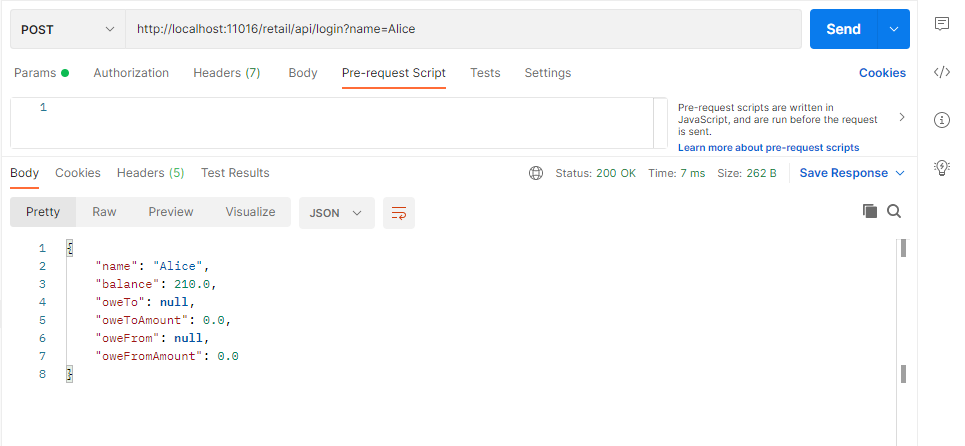 POST http://localhost:11016/retail/api/login?name=Alice Send
Params Authorization Headers (7) Body Pre-request Script Tests Settings Cookies
1
Pre-request scripts are written in
JavaScript, and are run before the request
is sent.
Learn more about pre-request scripts
Body Cookies Headers (5) Test Results Status: 200 OK Time: 7 ms Size: 262 B Save Response
Pretty Raw Preview Visualize JSON
1 {
2 "name": "Alice",
3 "balance": 210.0,
4 "oweTo": null,
5 "oweToAmount": 0.0,
6 "oweFrom": null,
7 "oweFromAmount": 0.0
8 }